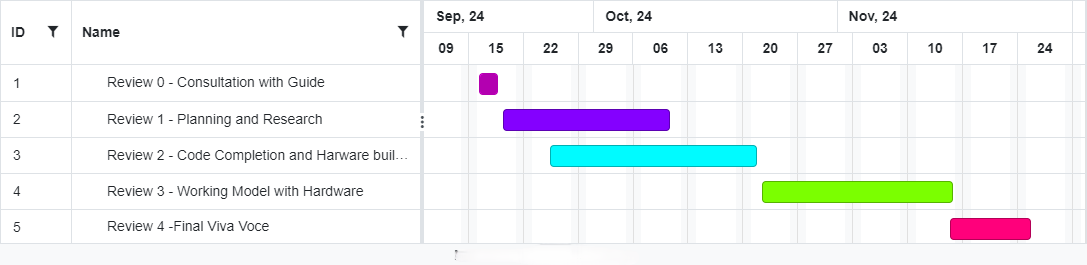 Sep, 24 Oct, 24 Nov, 24
ID Name
09 15 22 29 06 13 20 27 03 10 17 24
1 Review 0 - Consultation with Guide
2 Review 1 - Planning and Research
3 Review 2 - Code Completion and Harware buil...
4 Review 3 - Working Model with Hardware
5 Review 4 -Final Viva Voce